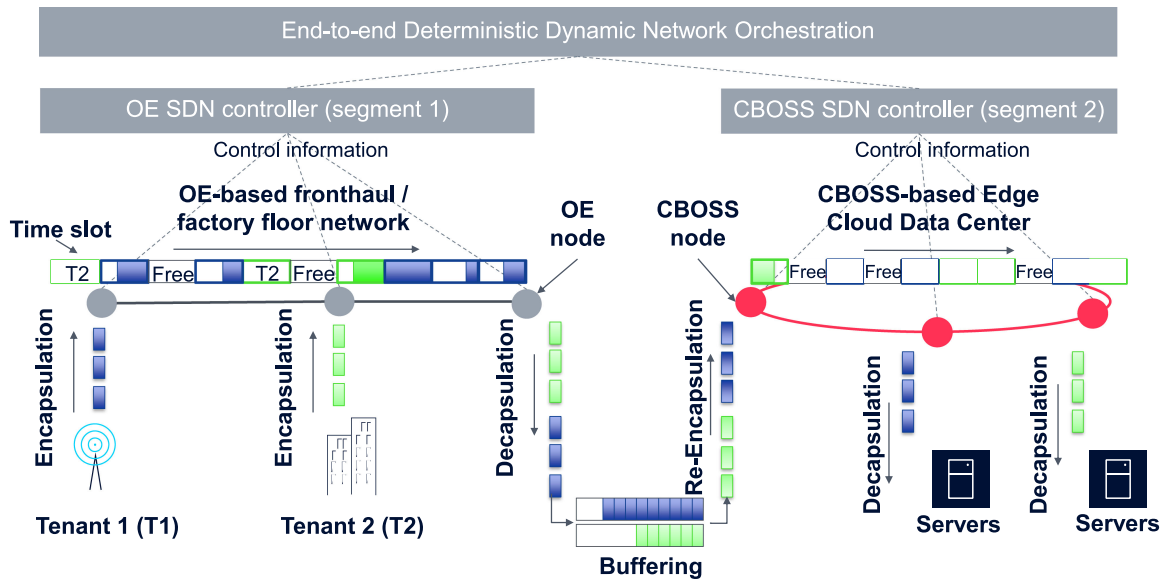 End-to-end Deterministic Dynamic Network Orchestration
OE SDN controller (segment 1)
CBOSS SDN controller (segment 2)
Control information
Control information
OE-based fronthaul /
factory floor network
OE
node
CBOSS
node
CBOSS-based Edge
Cloud Data Center
Time slot
T2
Free
T2
Free
Free
Free
Free
Encapsulation
Encapsulation
Decapsulation
Re-Encapsulation
Decapsulation
Decapsulation
Tenant 1 (T1)
Tenant 2 (T2)
Buffering
Servers
Servers